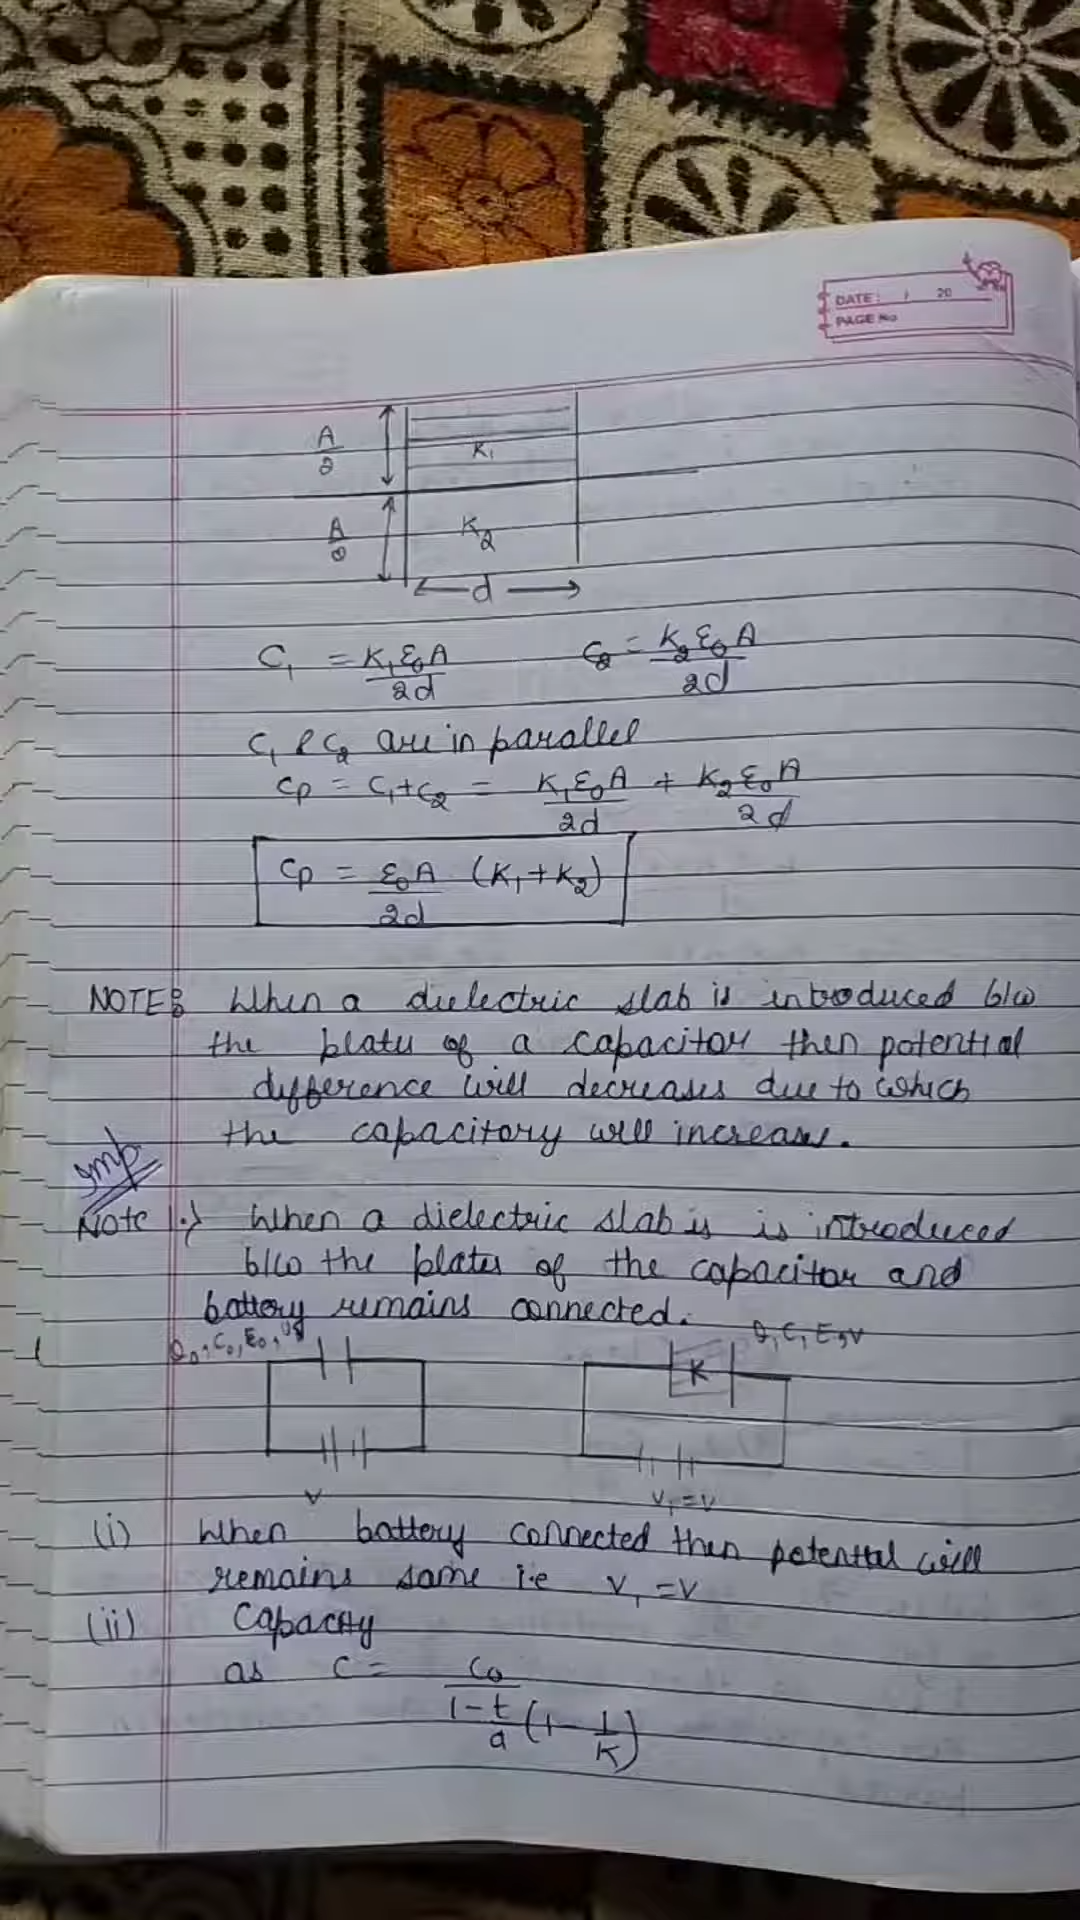 DATE: / 20
PAGE No
A/2
K₁
A/2
K₂
d
C₁ = K₁ε₀A/2d    C₂ = K₂ε₀A/2d
C₁ & C₂ are in parallel
Cp = C₁+C₂ = K₁ε₀A/2d + K₂ε₀A/2d
Cp = ε₀A/2d (K₁+K₂)
NOTE: When a dielectric slab is introduced b/w
the plates of a capacitor then potential
difference will decreases due to which
the capacitory will increase.
Imp
Note 1.) When a dielectric slab is is introduced
b/w the plates of the capacitor and
battery remains connected.
Q₀, C₀, E₀, U₀    Q, C, E, V
K
V    V₁=V
(i) When battery connected then potential will
remains same i.e V₁=V
(ii) Capacity
as C = C₀/1-t/d(1-1/K)